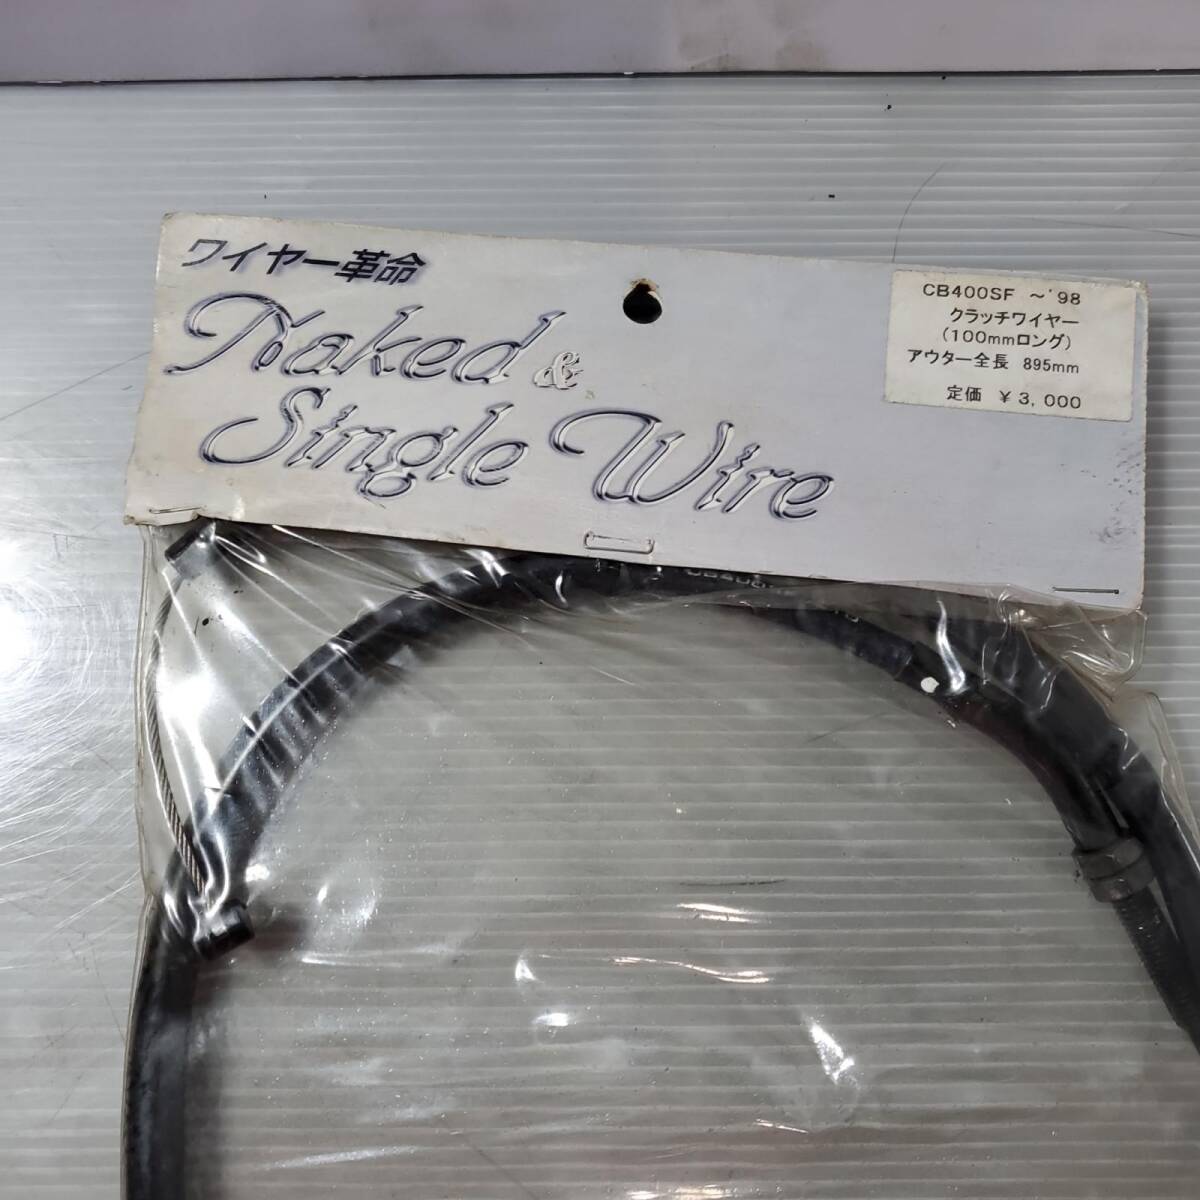 ワイヤー革命
Naked &
Single Wire
CB400SF ～'98
クラッチワイヤー
(100mmロング)
アウター全長 895mm
定価 ￥3,000